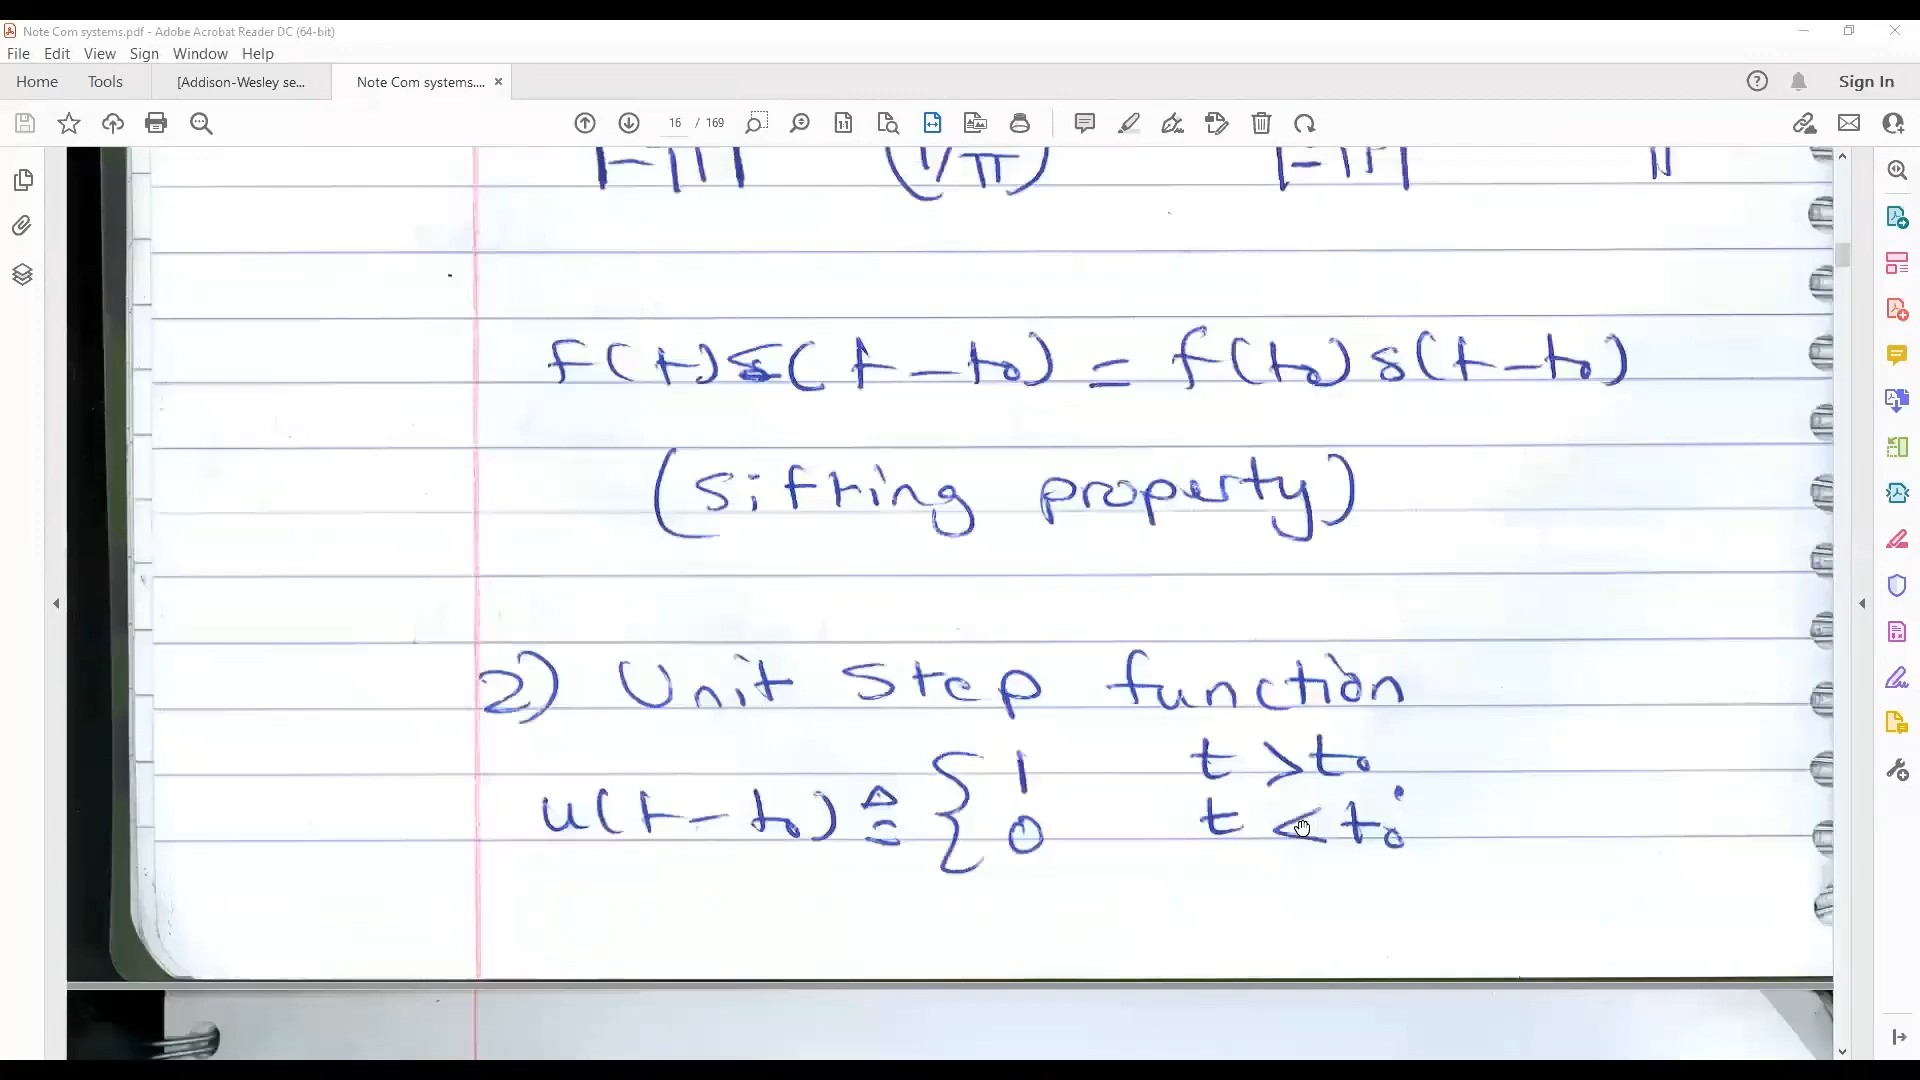 Note Com systems.pdf - Adobe Acrobat Reader DC (64-bit)
File Edit View Sign Window Help
Home Tools [Addison-Wesley se... Note Com systems.... × Sign In
16 / 169
|-π| (1/π) |-π| π
f(t)δ(t-t₀) = f(t₀)δ(t-t₀)
(sifting property)
2) Unit Step function
1 t > t₀
u(t-t₀) ≜ {
0 t < t₀